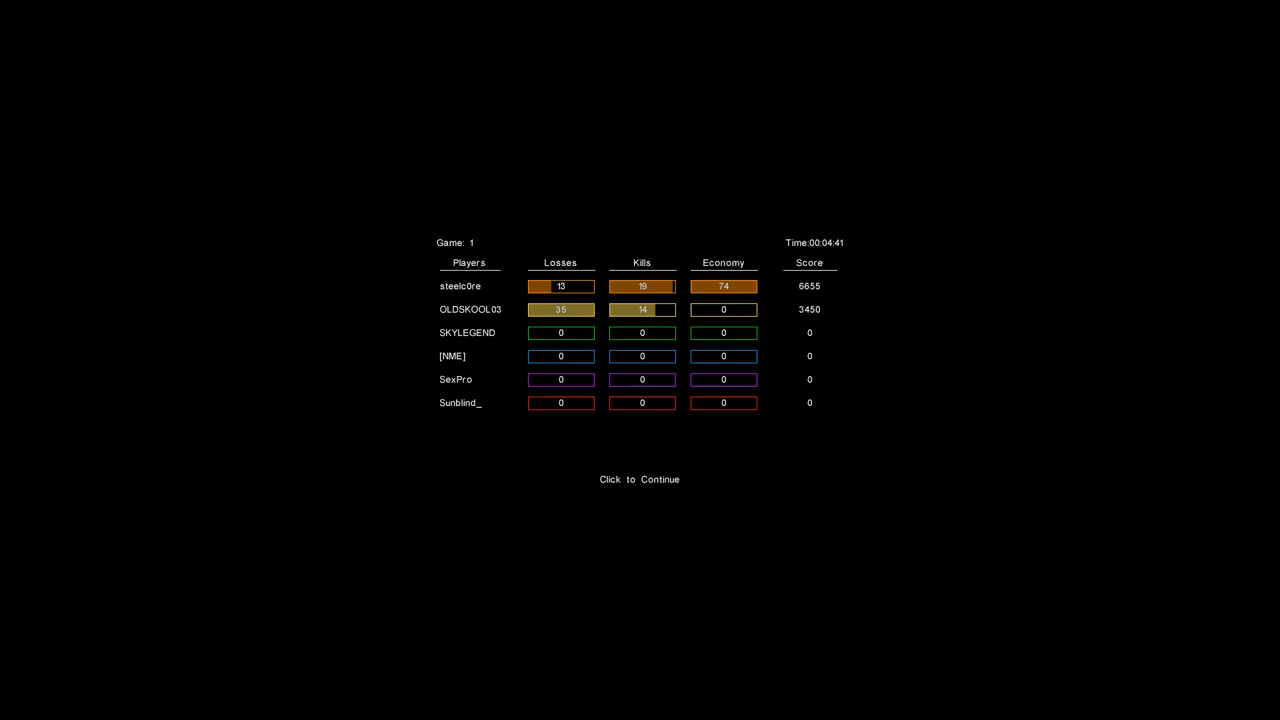 Game: 1 Time:00:04:41
Players Losses Kills Economy Score
steelc0re 13 19 74 6655
OLDSKOOL03 35 14 0 3450
SKYLEGEND 0 0 0 0
[NME] 0 0 0 0
SexPro 0 0 0 0
Sunblind_ 0 0 0 0
Click to Continue